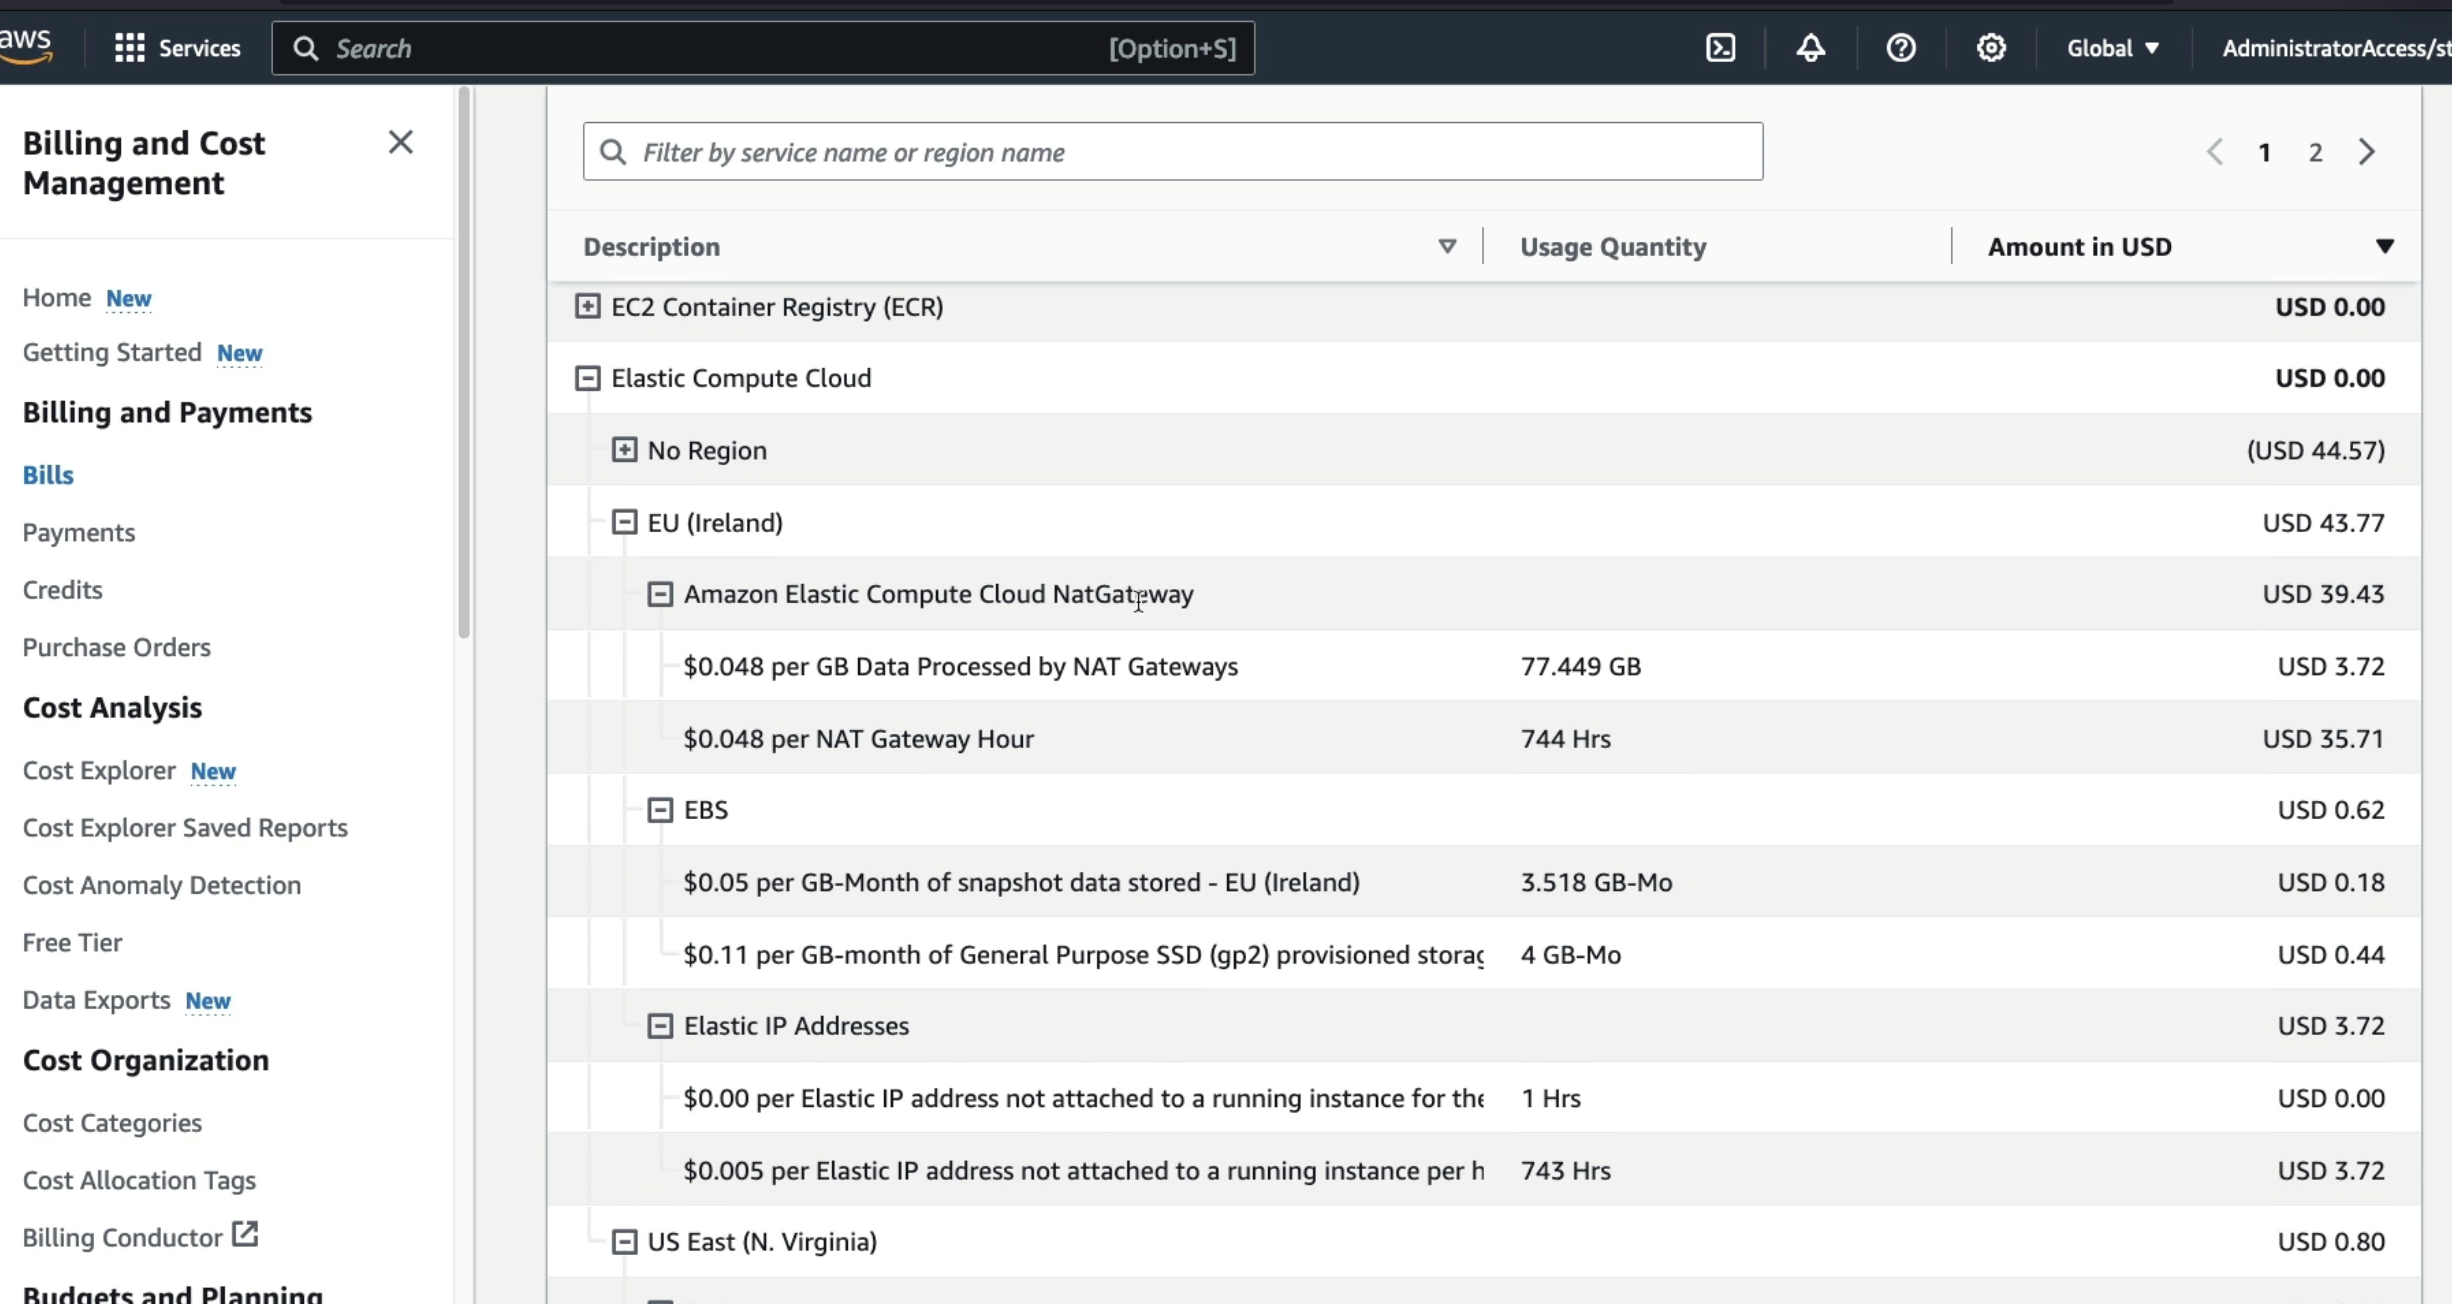 aws
Services
Search
[Option+S]
Global
AdministratorAccess/st
Billing and Cost
Management
Home New
Getting Started New
Billing and Payments
Bills
Payments
Credits
Purchase Orders
Cost Analysis
Cost Explorer New
Cost Explorer Saved Reports
Cost Anomaly Detection
Free Tier
Data Exports New
Cost Organization
Cost Categories
Cost Allocation Tags
Billing Conductor
Budgets and Planning
Filter by service name or region name
1 2
Description Usage Quantity Amount in USD
EC2 Container Registry (ECR) USD 0.00
Elastic Compute Cloud USD 0.00
No Region (USD 44.57)
EU (Ireland) USD 43.77
Amazon Elastic Compute Cloud NatGateway USD 39.43
$0.048 per GB Data Processed by NAT Gateways 77.449 GB USD 3.72
$0.048 per NAT Gateway Hour 744 Hrs USD 35.71
EBS USD 0.62
$0.05 per GB-Month of snapshot data stored - EU (Ireland) 3.518 GB-Mo USD 0.18
$0.11 per GB-month of General Purpose SSD (gp2) provisioned storag 4 GB-Mo USD 0.44
Elastic IP Addresses USD 3.72
$0.00 per Elastic IP address not attached to a running instance for the 1 Hrs USD 0.00
$0.005 per Elastic IP address not attached to a running instance per h 743 Hrs USD 3.72
US East (N. Virginia) USD 0.80